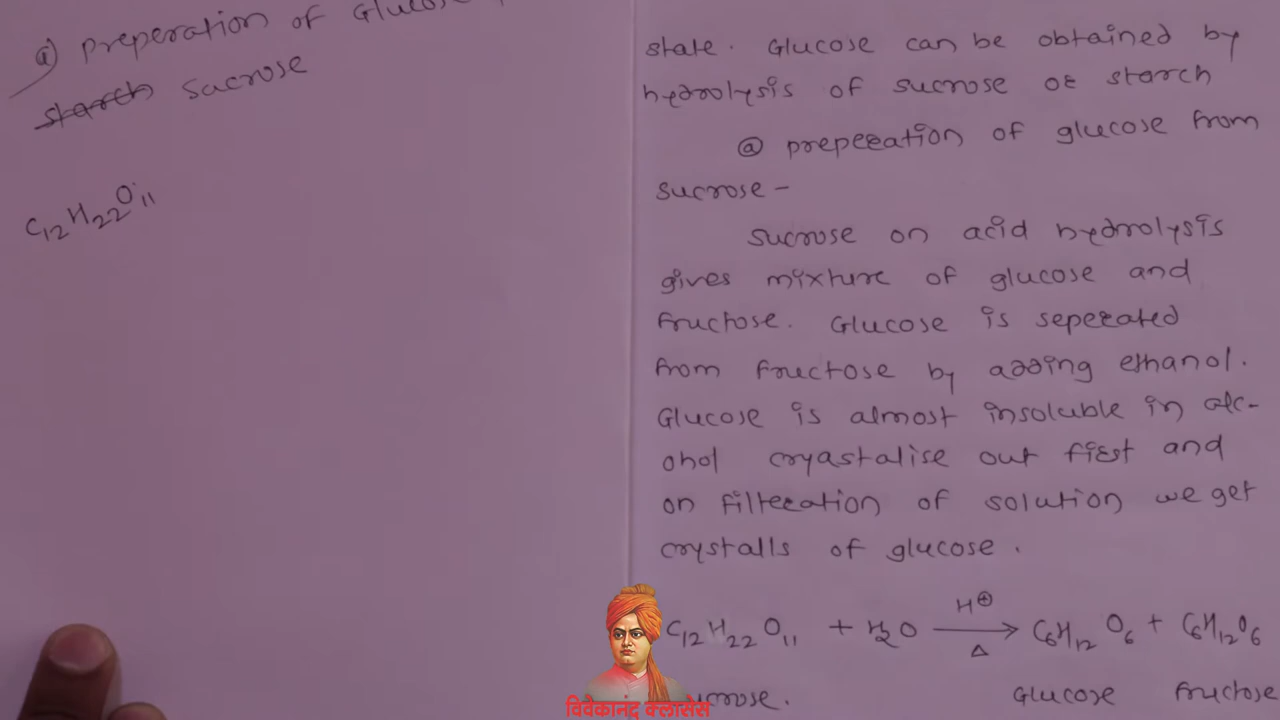 a) preperation of Glucose
starch sucrose
C12H22O11
state. Glucose can be obtained by
hydrolysis of sucrose or starch
a preperation of glucose from
sucrose -
Sucrose on acid hydrolysis
gives mixture of glucose and
fructose. Glucose is seperated
from fructose by adding ethanol.
Glucose is almost insoluble in alc-
ohol cryastalise out first and
on filteration of solution we get
crystalls of glucose.
C12H22O11 + H2O H⊕ Δ → C6H12O6 + C6H12O6
ucrose. Glucose fructose
विवेकानंद क्लासेस